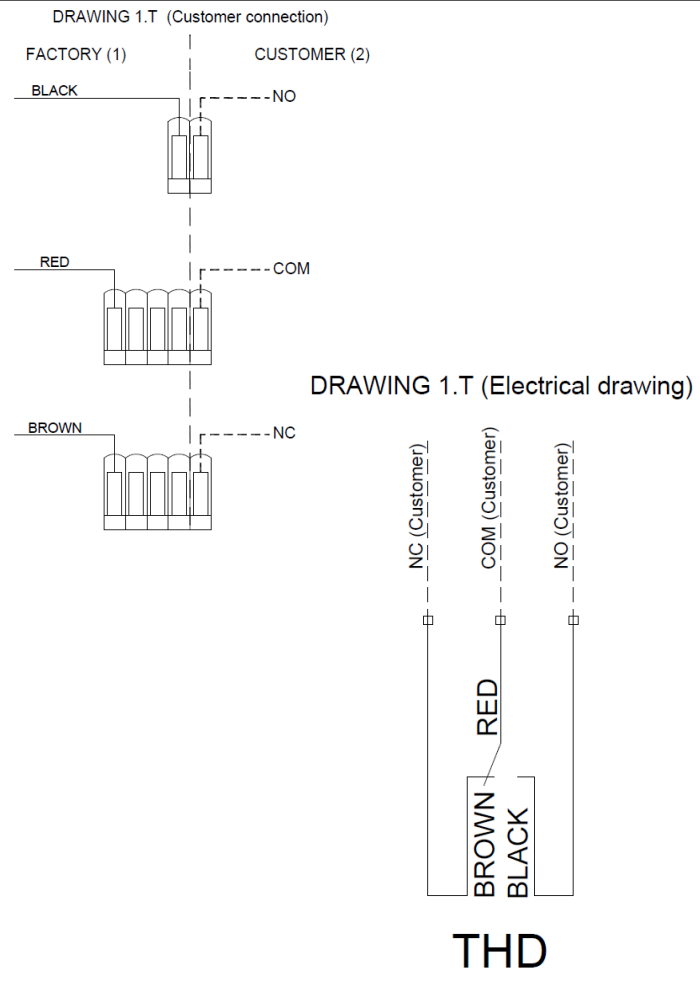 DRAWING 1.T (Customer connection)
FACTORY (1)
CUSTOMER (2)
BLACK
NO
RED
COM
BROWN
NC
DRAWING 1.T (Electrical drawing)
NC (Customer)
COM (Customer)
NO (Customer)
RED
BROWN
BLACK
THD